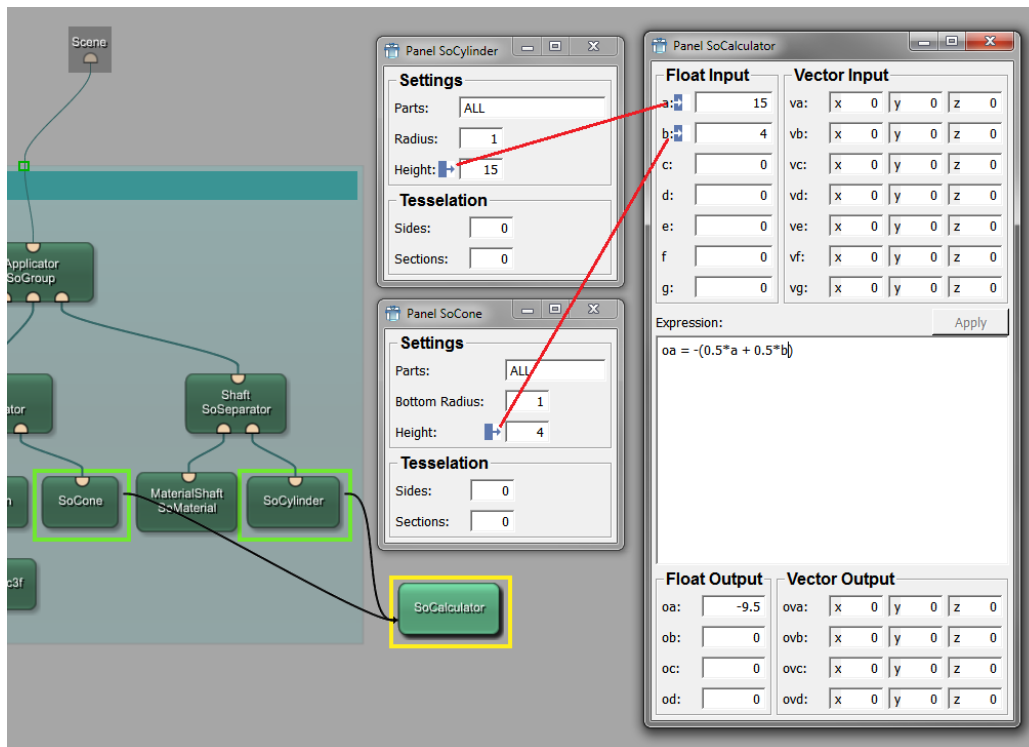 Scene
Applicator
SoGroup
Shaft
SoSeparator
SoCone
MaterialShaft
SoMaterial
SoCylinder
SoCalculator
Panel SoCylinder
Settings
Parts: ALL
Radius: 1
Height: 15
Tesselation
Sides: 0
Sections: 0
Panel SoCone
Settings
Parts: ALL
Bottom Radius: 1
Height: 4
Tesselation
Sides: 0
Sections: 0
Panel SoCalculator
Float Input Vector Input
a: 15 va: x 0 y 0 z 0
b: 4 vb: x 0 y 0 z 0
c: 0 vc: x 0 y 0 z 0
d: 0 vd: x 0 y 0 z 0
e: 0 ve: x 0 y 0 z 0
f 0 vf: x 0 y 0 z 0
g: 0 vg: x 0 y 0 z 0
Expression: Apply
oa = -(0.5*a + 0.5*b)
Float Output Vector Output
oa: -9.5 ova: x 0 y 0 z 0
ob: 0 ovb: x 0 y 0 z 0
oc: 0 ovc: x 0 y 0 z 0
od: 0 ovd: x 0 y 0 z 0